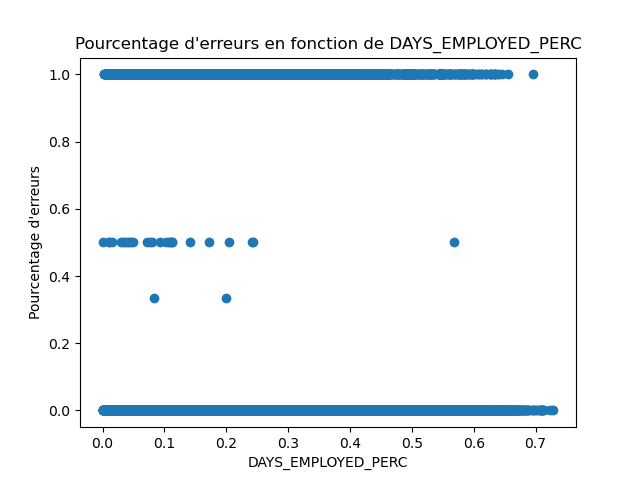 Pourcentage d'erreurs en fonction de DAYS_EMPLOYED_PERC
1.0
0.8
0.6
0.4
0.2
0.0
Pourcentage d'erreurs
0.0 0.1 0.2 0.3 0.4 0.5 0.6 0.7
DAYS_EMPLOYED_PERC